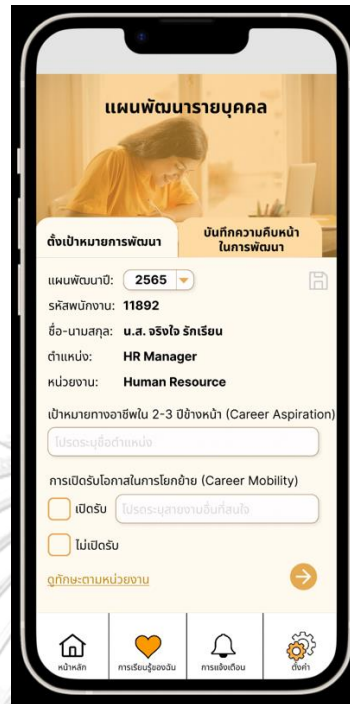 แผนพัฒนารายบุคคล
ตั้งเป้าหมายการพัฒนา
บันทึกความคืบหน้า
ในการพัฒนา
แผนพัฒนาปี: 2565
รหัสพนักงาน: 11892
ชื่อ-นามสกุล: น.ส. จริงใจ รักเรียน
ตำแหน่ง: HR Manager
หน่วยงาน: Human Resource
เป้าหมายทางอาชีพใน 2-3 ปีข้างหน้า (Career Aspiration)
โปรดระบุชื่อตำแหน่ง
การเปิดรับโอกาสในการโยกย้าย (Career Mobility)
เปิดรับ โปรดระบุสายงานอื่นที่สนใจ
ไม่เปิดรับ
ดูทักษะตามหน่วยงาน
หน้าหลัก การเรียนรู้ของฉัน การแจ้งเตือน ตั้งค่า